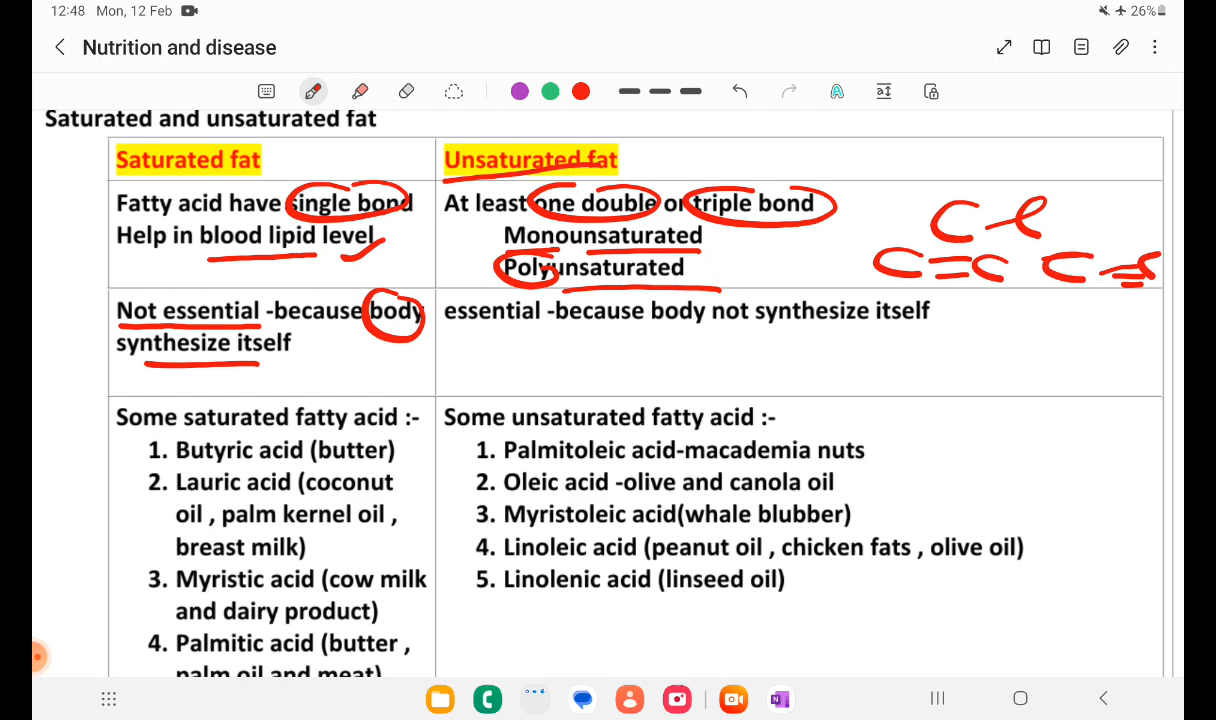 12:48 Mon, 12 Feb 26%
Nutrition and disease
Saturated and unsaturated fat
Saturated fat
Unsaturated fat
Fatty acid have single bond
Help in blood lipid level
At least one double or triple bond
Monounsaturated
Polyunsaturated
C-C
C=C C≡C
Not essential -because body
synthesize itself
essential -because body not synthesize itself
Some saturated fatty acid :-
1. Butyric acid (butter)
2. Lauric acid (coconut
oil , palm kernel oil ,
breast milk)
3. Myristic acid (cow milk
and dairy product)
4. Palmitic acid (butter ,
palm oil and meat)
Some unsaturated fatty acid :-
1. Palmitoleic acid-macademia nuts
2. Oleic acid -olive and canola oil
3. Myristoleic acid(whale blubber)
4. Linoleic acid (peanut oil , chicken fats , olive oil)
5. Linolenic acid (linseed oil)